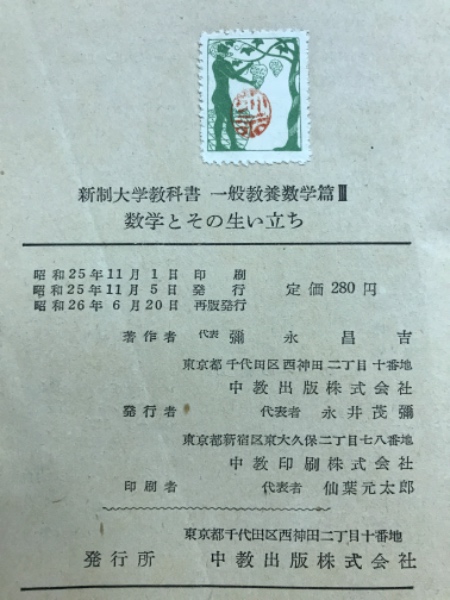 新制大学教科書 一般教養数学篇Ⅲ
数学とその生い立ち
昭和25年11月1日 印刷
昭和25年11月5日 発行 定価280円
昭和26年6月20日 再版発行
著作者 代表 彌永昌吉
東京都千代田区西神田二丁目十番地
中教出版株式会社
発行者 代表者 永井茂彌
東京都新宿区東大久保二丁目七八番地
中教印刷株式会社
印刷者 代表者 仙葉元太郎
東京都千代田区西神田二丁目十番地
発行所 中教出版株式会社